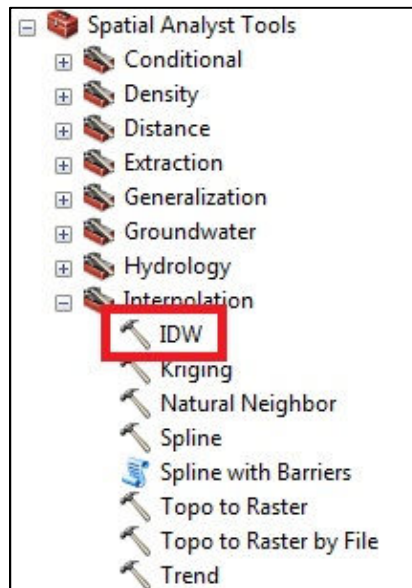 Spatial Analyst Tools
Conditional
Density
Distance
Extraction
Generalization
Groundwater
Hydrology
Interpolation
IDW
Kriging
Natural Neighbor
Spline
Spline with Barriers
Topo to Raster
Topo to Raster by File
Trend